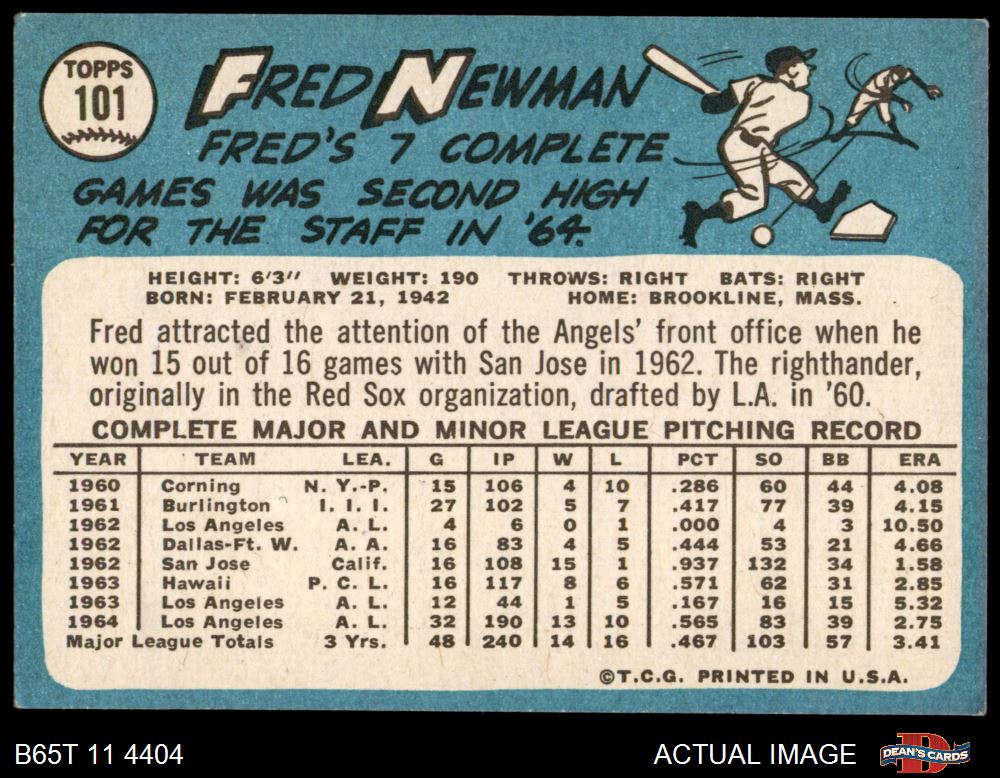 TOPPS
101
FRED NEWMAN
FRED'S 7 COMPLETE
GAMES WAS SECOND HIGH
FOR THE STAFF IN '64.
HEIGHT: 6'3" WEIGHT: 190 THROWS: RIGHT BATS: RIGHT
BORN: FEBRUARY 21, 1942 HOME: BROOKLINE, MASS.
Fred attracted the attention of the Angels' front office when he
won 15 out of 16 games with San Jose in 1962. The righthander,
originally in the Red Sox organization, drafted by L.A. in '60.
COMPLETE MAJOR AND MINOR LEAGUE PITCHING RECORD
YEAR TEAM LEA. G IP W L PCT SO BB ERA
1960 Corning N. Y.-P. 15 106 4 10 .286 60 44 4.08
1961 Burlington I. I. I. 27 102 5 7 .417 77 39 4.15
1962 Los Angeles A. L. 4 6 0 1 .000 4 3 10.50
1962 Dallas-Ft. W. A. A. 16 83 4 5 .444 53 21 4.66
1962 San Jose Calif. 16 108 15 1 .937 132 34 1.58
1963 Hawaii P. C. L. 16 117 8 6 .571 62 31 2.85
1963 Los Angeles A. L. 12 44 1 5 .167 16 15 5.32
1964 Los Angeles A. L. 32 190 13 10 .565 83 39 2.75
Major League Totals 3 Yrs. 48 240 14 16 .467 103 57 3.41
©T.C.G. PRINTED IN U.S.A.
B65T 11 4404 ACTUAL IMAGE
D
DEAN'S CARDS